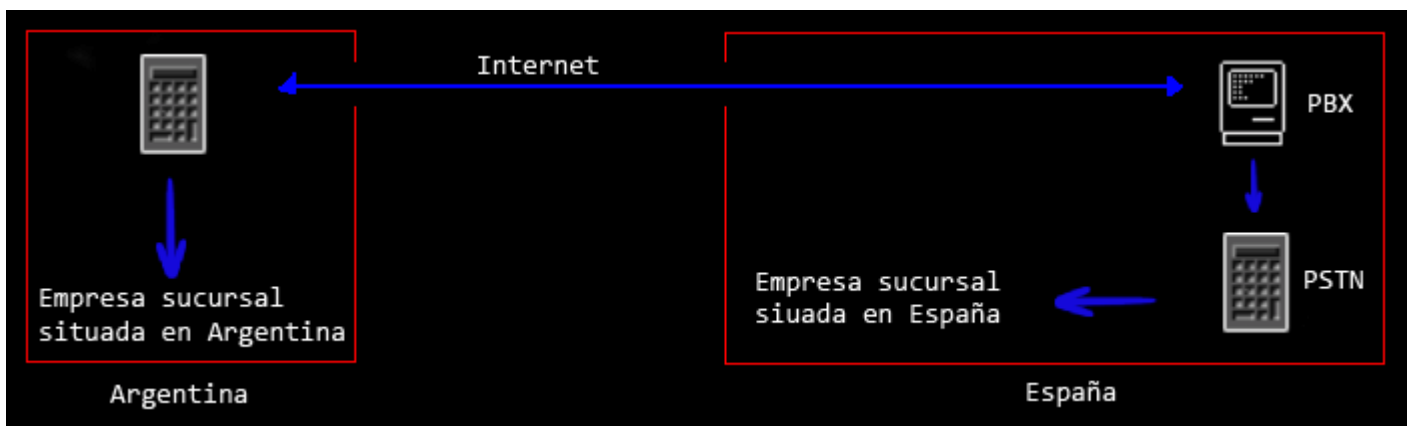 Internet
PBX
PSTN
Empresa sucursal
situada en Argentina
Empresa sucursal
siuada en España
Argentina
España